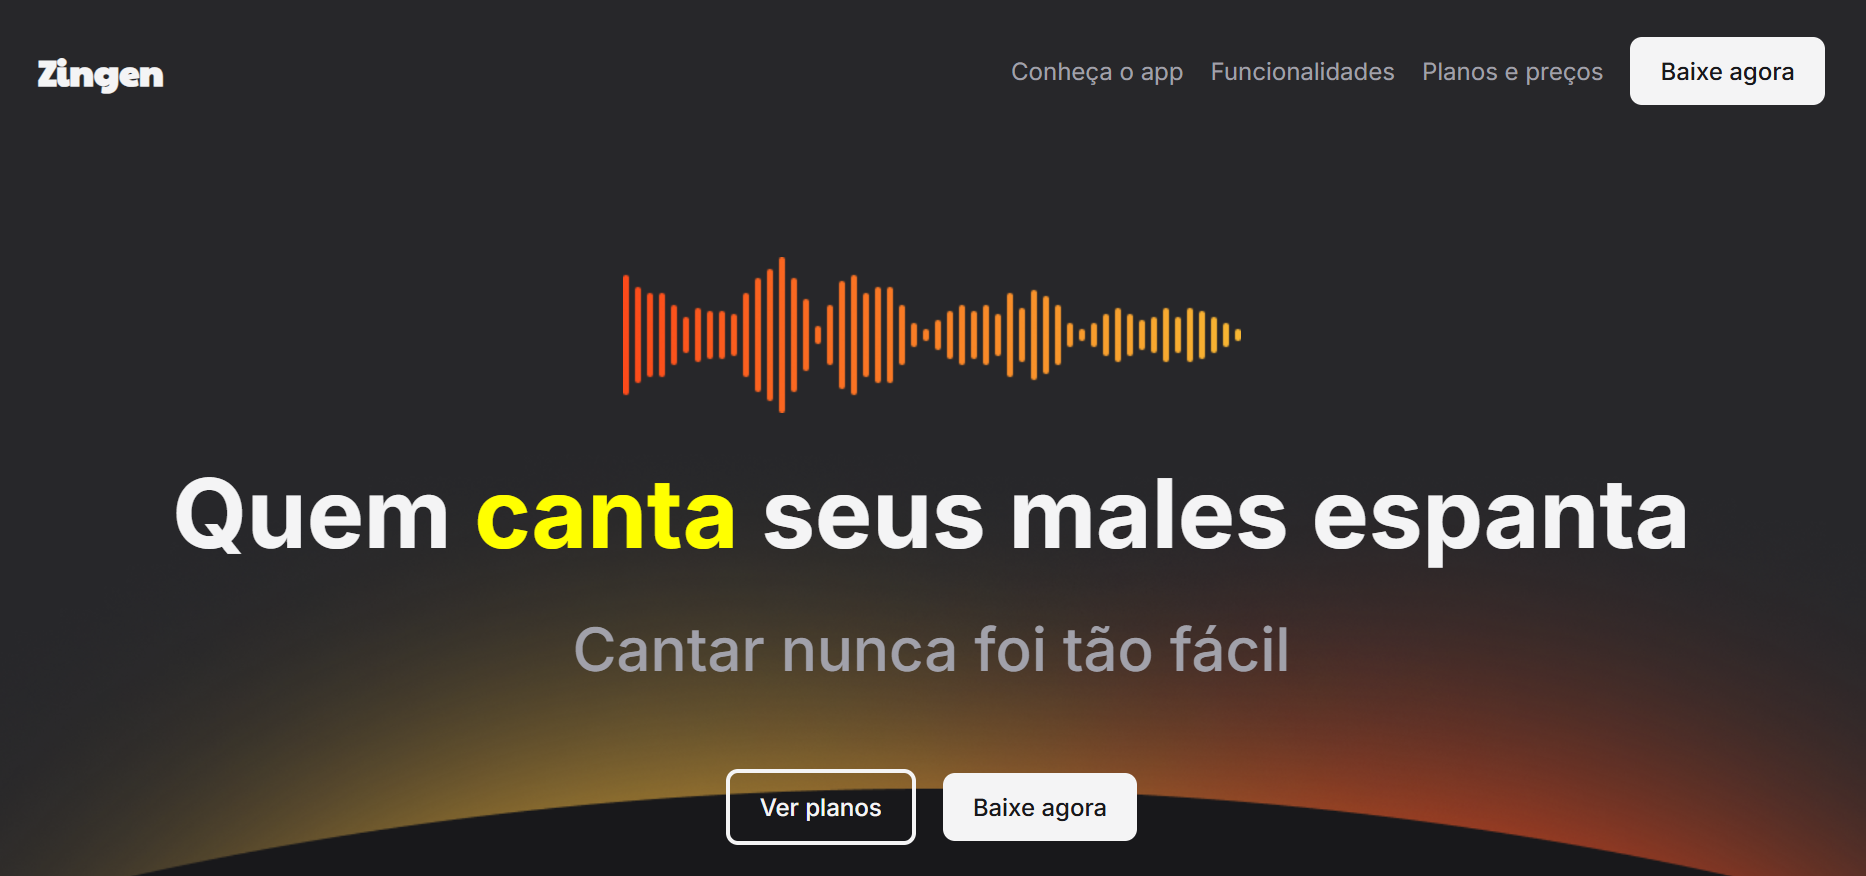 Zingen
Conheça o app Funcionalidades Planos e preços Baixe agora
Quem canta seus males espanta
Cantar nunca foi tão fácil
Ver planos Baixe agora